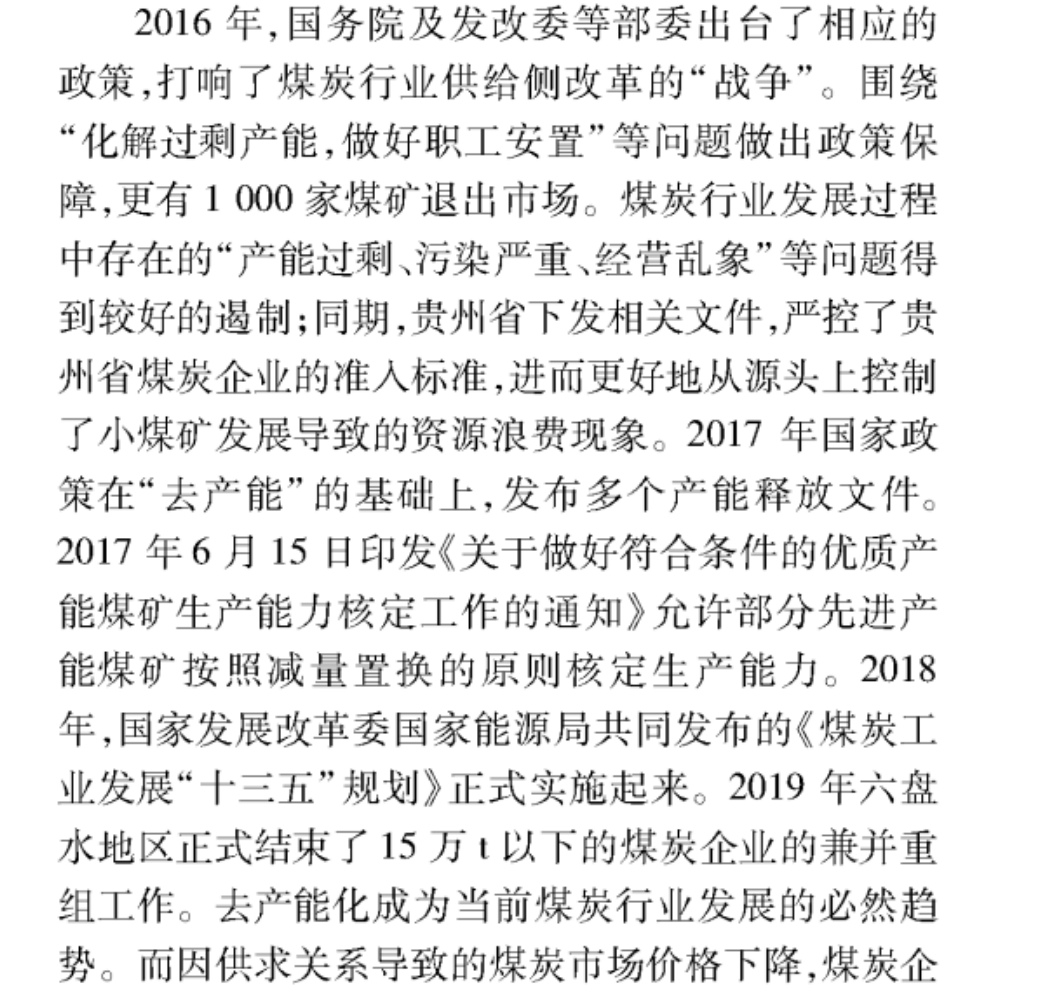 2016 年,国务院及发改委等部委出台了相应的
政策,打响了煤炭行业供给侧改革的“战争”。围绕
“化解过剩产能,做好职工安置”等问题做出政策保
障,更有 1 000 家煤矿退出市场。煤炭行业发展过程
中存在的“产能过剩、污染严重、经营乱象”等问题得
到较好的遏制;同期,贵州省下发相关文件,严控了贵
州省煤炭企业的准入标准,进而更好地从源头上控制
了小煤矿发展导致的资源浪费现象。2017 年国家政
策在“去产能”的基础上,发布多个产能释放文件。
2017 年 6 月 15 日印发《关于做好符合条件的优质产
能煤矿生产能力核定工作的通知》允许部分先进产
能煤矿按照减量置换的原则核定生产能力。2018
年,国家发展改革委国家能源局共同发布的《煤炭工
业发展“十三五”规划》正式实施起来。2019 年六盘
水地区正式结束了 15 万 t 以下的煤炭企业的兼并重
组工作。去产能化成为当前煤炭行业发展的必然趋
势。而因供求关系导致的煤炭市场价格下降,煤炭企